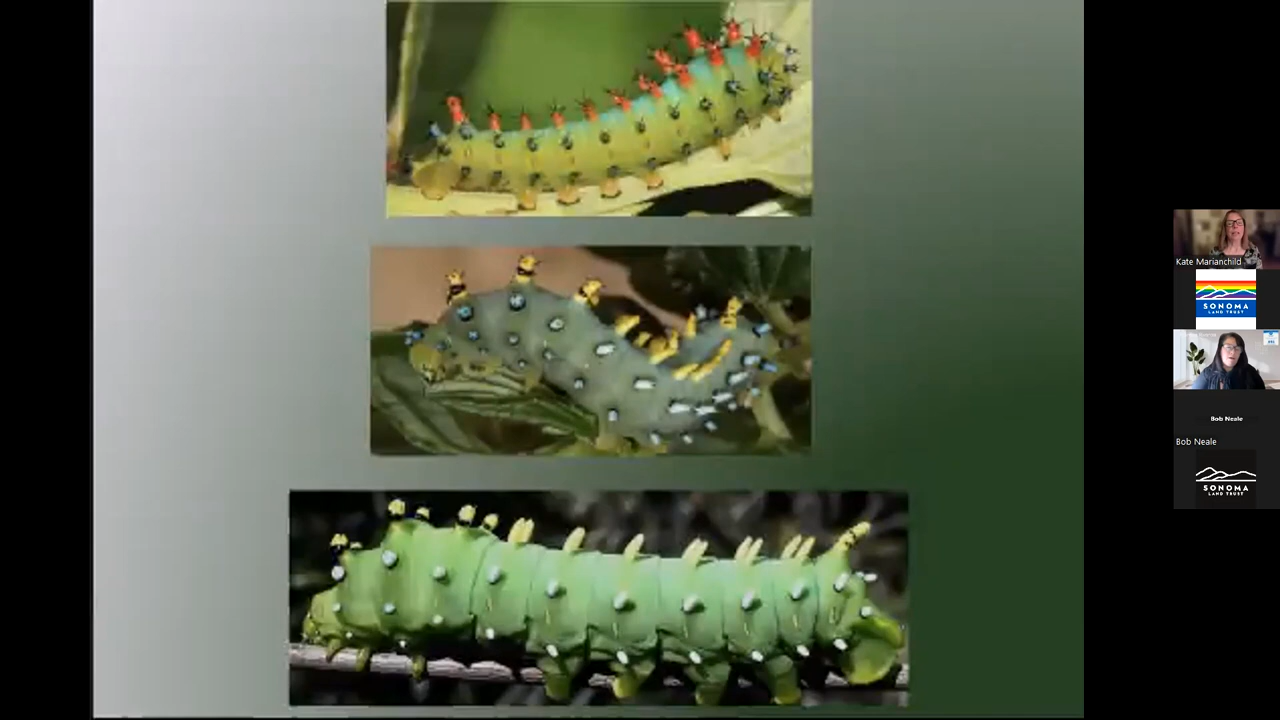 Kate Marianchild
SONOMA
LAND TRUST
Bob Neale
Bob Neale
SONOMA
LAND TRUST